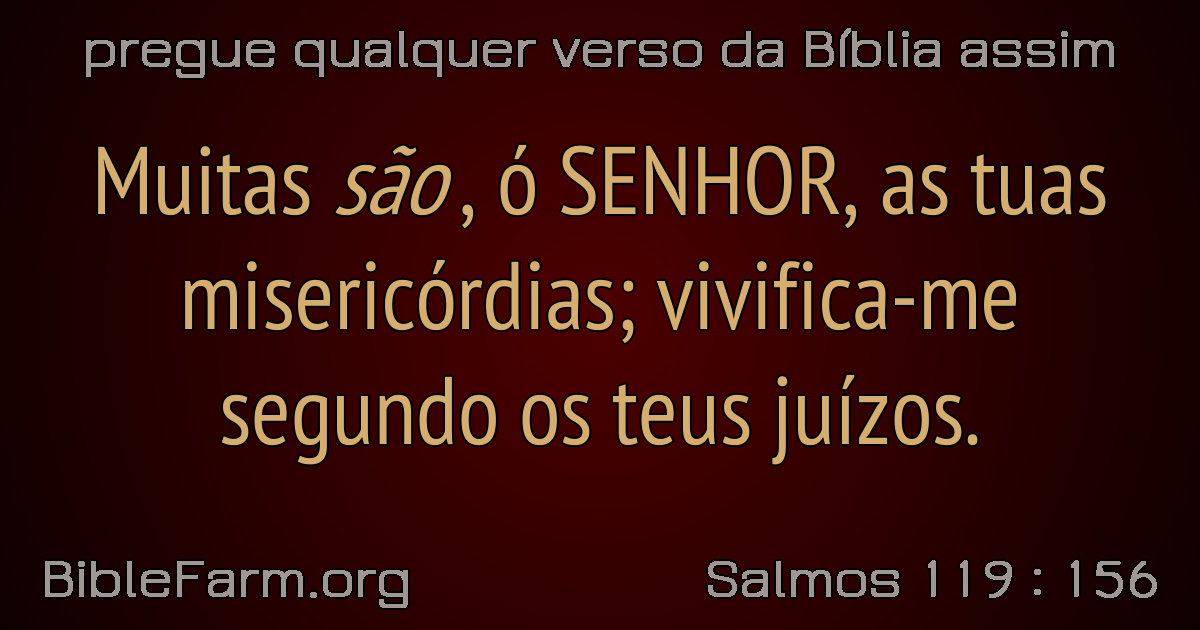 pregue qualquer verso da Bíblia assim
Muitas são, ó SENHOR, as tuas
misericórdias; vivifica-me
segundo os teus juízos.
BibleFarm.org
Salmos 119 : 156